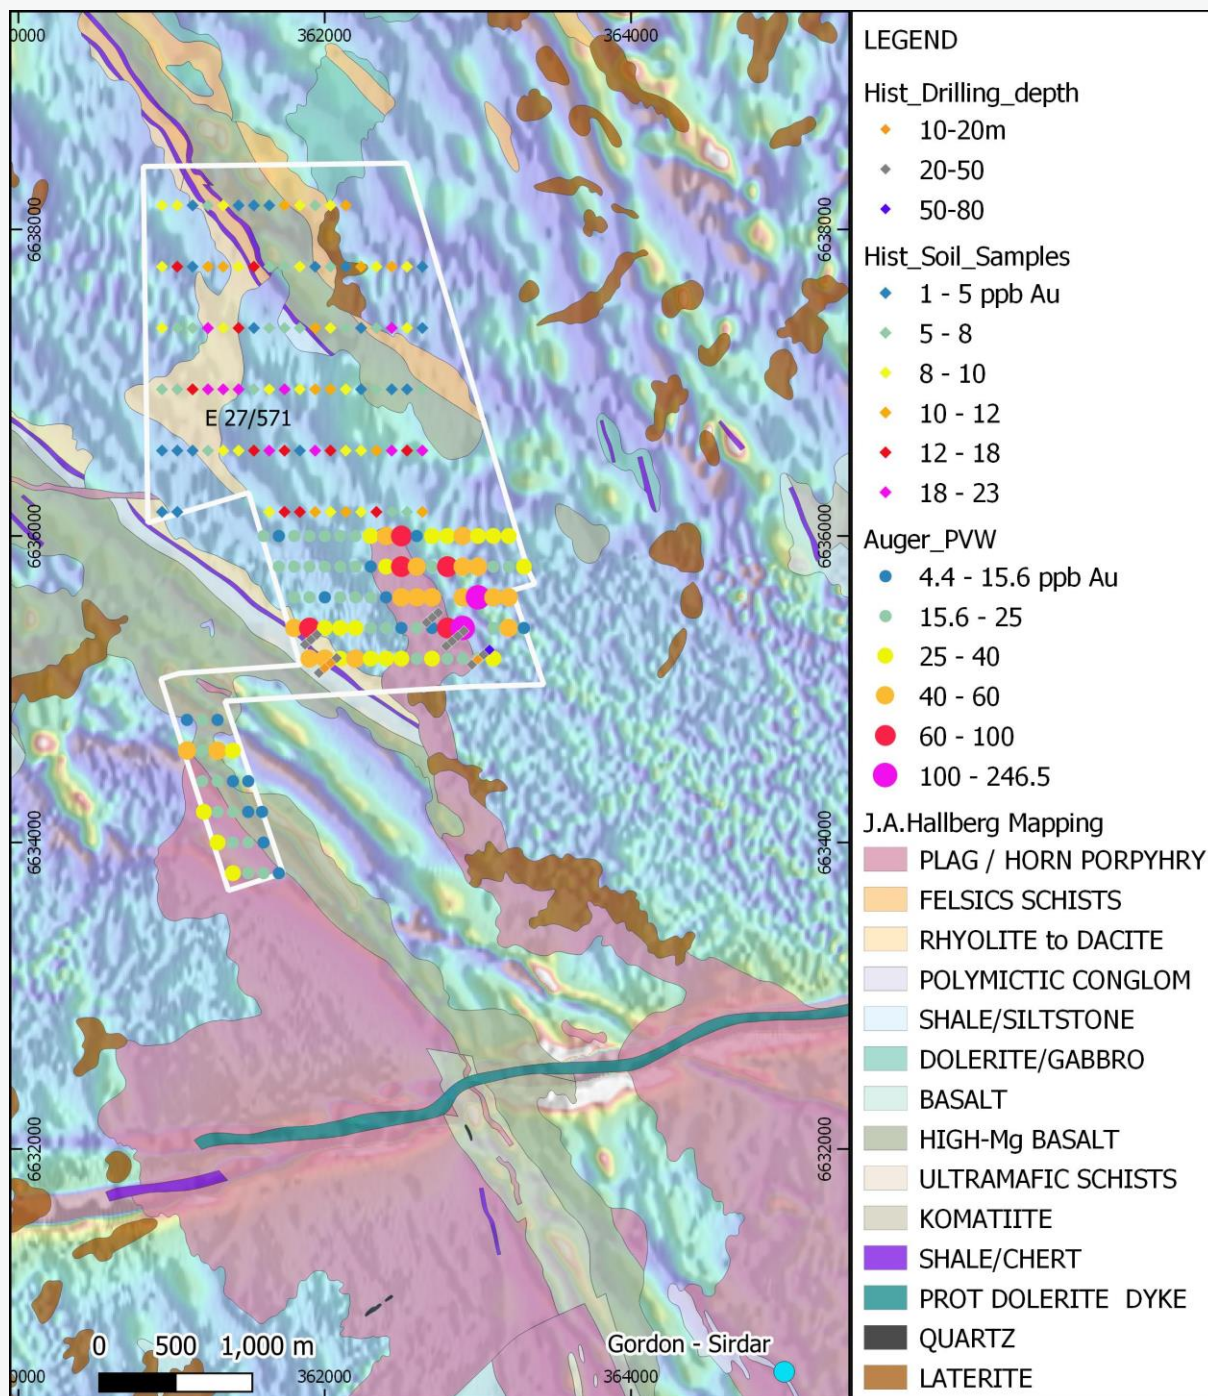 0000
362000
364000
6638000
6638000
E 27/571
6636000
6636000
6634000
6634000
6632000
6632000
0 500 1,000 m
Gordon - Sirdar
0000
362000
364000
LEGEND
Hist_Drilling_depth
10-20m
20-50
50-80
Hist_Soil_Samples
1 - 5 ppb Au
5 - 8
8 - 10
10 - 12
12 - 18
18 - 23
Auger_PVW
4.4 - 15.6 ppb Au
15.6 - 25
25 - 40
40 - 60
60 - 100
100 - 246.5
J.A.Hallberg Mapping
PLAG / HORN PORPYHRY
FELSICS SCHISTS
RHYOLITE to DACITE
POLYMICTIC CONGLOM
SHALE/SILTSTONE
DOLERITE/GABBRO
BASALT
HIGH-Mg BASALT
ULTRAMAFIC SCHISTS
KOMATIITE
SHALE/CHERT
PROT DOLERITE DYKE
QUARTZ
LATERITE